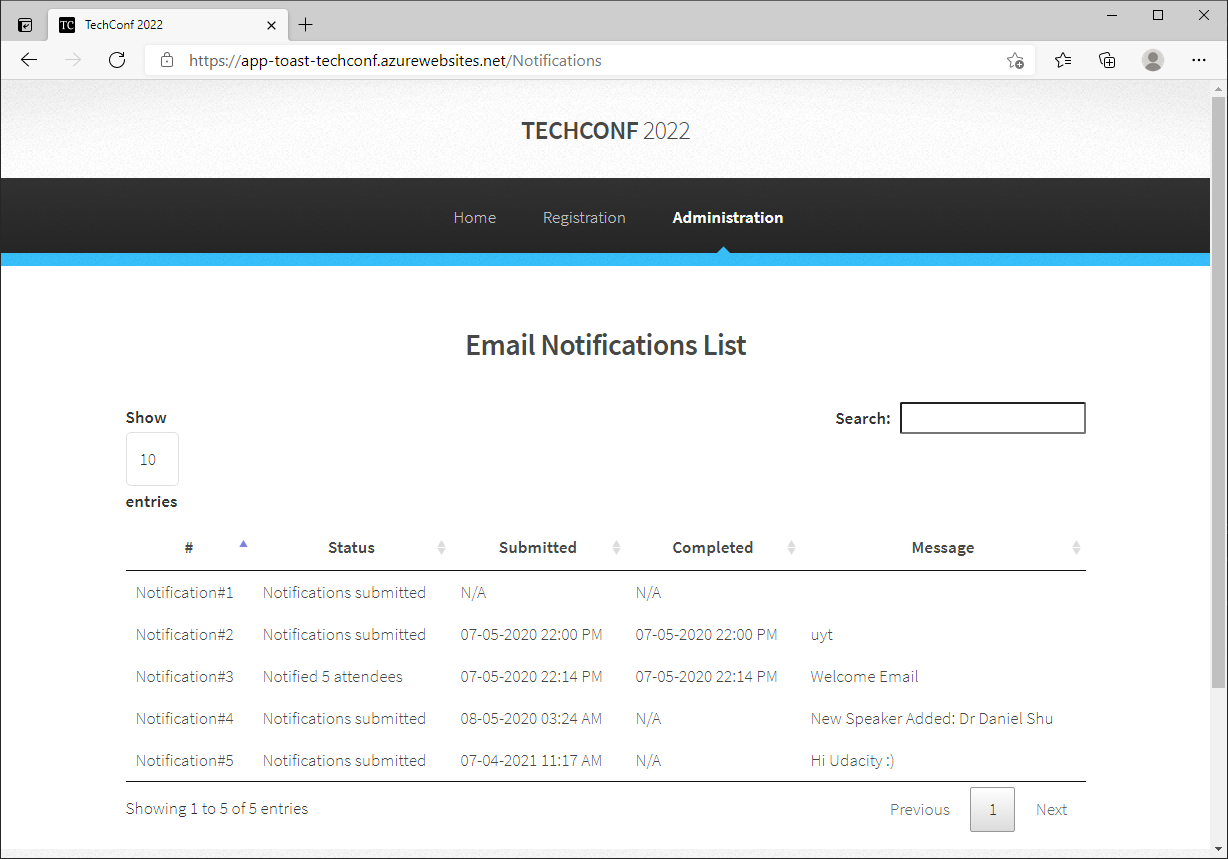 TC TechConf 2022
https://app-toast-techconf.azurewebsites.net/Notifications
TECHCONF 2022
Home Registration Administration
Email Notifications List
Show
Search:
10
entries
# Status Submitted Completed Message
Notification#1 Notifications submitted N/A N/A
Notification#2 Notifications submitted 07-05-2020 22:00 PM 07-05-2020 22:00 PM uyt
Notification#3 Notified 5 attendees 07-05-2020 22:14 PM 07-05-2020 22:14 PM Welcome Email
Notification#4 Notifications submitted 08-05-2020 03:24 AM N/A New Speaker Added: Dr Daniel Shu
Notification#5 Notifications submitted 07-04-2021 11:17 AM N/A Hi Udacity :)
Showing 1 to 5 of 5 entries
Previous 1 Next